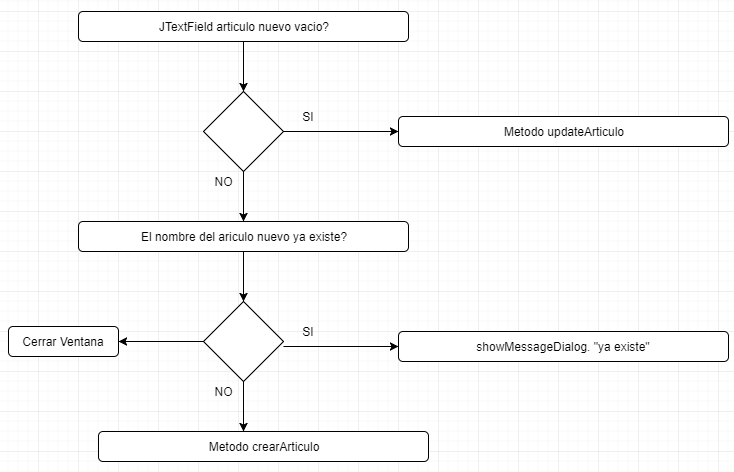 JTextField articulo nuevo vacio?
SI
Metodo updateArticulo
NO
El nombre del ariculo nuevo ya existe?
SI
Cerrar Ventana
showMessageDialog. "ya existe"
NO
Metodo crearArticulo